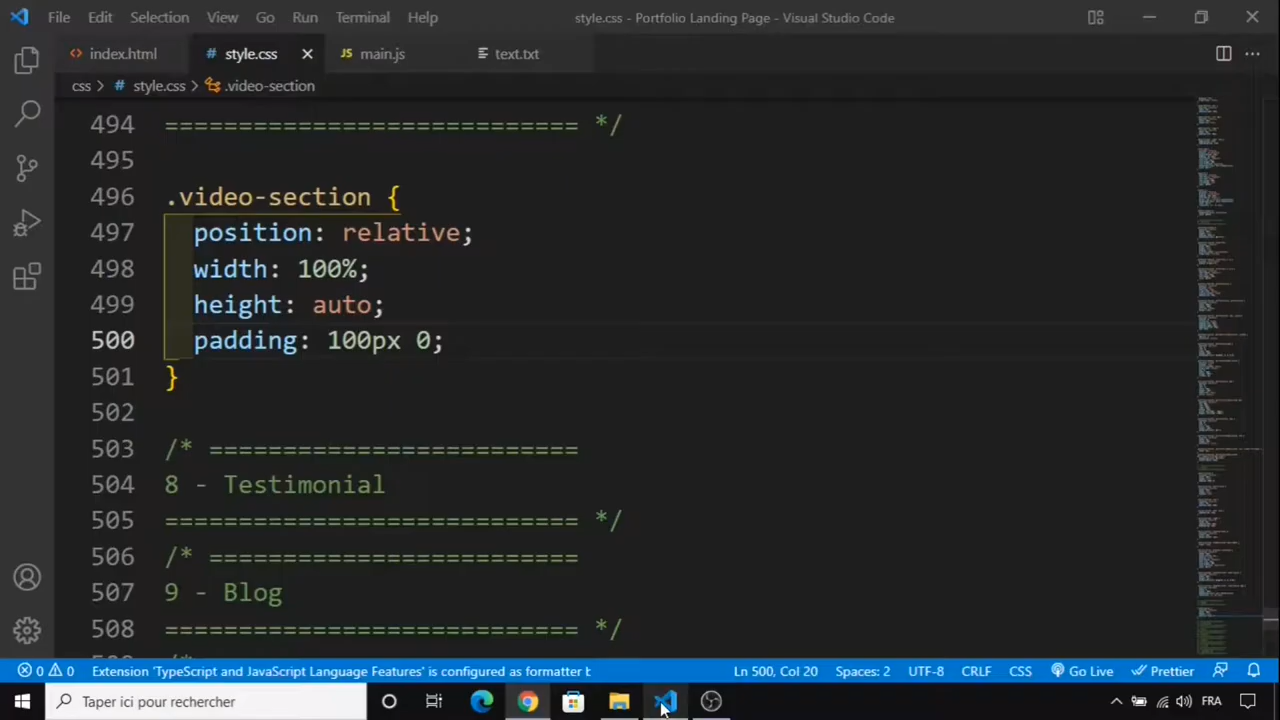 File Edit Selection View Go Run Terminal Help style.css - Portfolio Landing Page - Visual Studio Code
index.html # style.css JS main.js text.txt
css > # style.css > .video-section
494 ============================ */
495
496 .video-section {
497 position: relative;
498 width: 100%;
499 height: auto;
500 padding: 100px 0;
501 }
502
503 /* =========================
504 8 - Testimonial
505 ============================ */
506 /* =========================
507 9 - Blog
508 ============================ */
0 0 Extension 'TypeScript and JavaScript Language Features' is configured as formatter b Ln 500, Col 20 Spaces: 2 UTF-8 CRLF CSS Go Live Prettier
Taper ici pour rechercher FRA